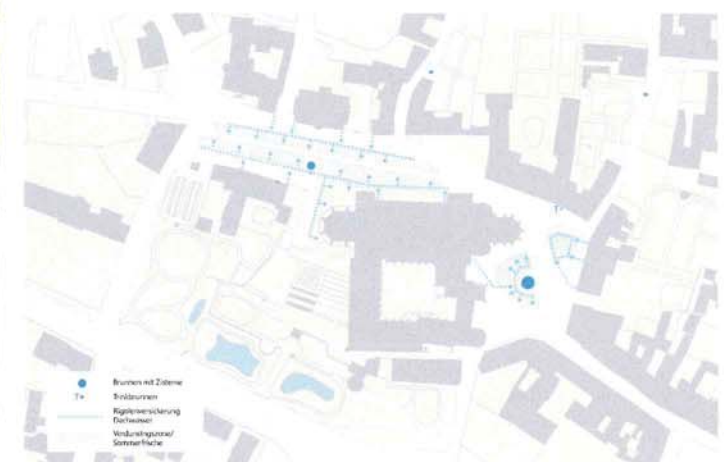 Brunnen mit Zisterne
T
Trinkbrunnen
Rigolenversickerung
Dachwasser
Verdunstungszone/
Sommerfrische
T